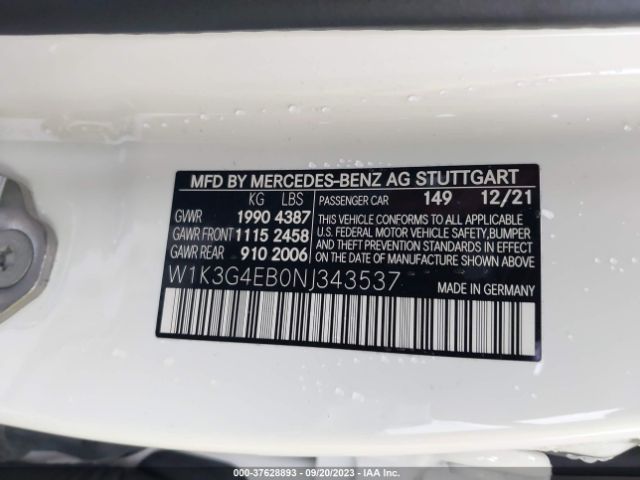 MFD BY MERCEDES-BENZ AG STUTTGART
KG LBS PASSENGER CAR 149 12/21
GVWR 1990 4387
GAWR FRONT 1115 2458
GAWR REAR 910 2006
THIS VEHICLE CONFORMS TO ALL APPLICABLE
U.S. FEDERAL MOTOR VEHICLE SAFETY, BUMPER
AND THEFT PREVENTION STANDARDS IN EFFECT
ON THE DATE OF MANUFACTURE SHOWN ABOVE.
W1K3G4EB0NJ343537
MADE IN GERMANY
000-37628893 / 09/20/2023 / IAA, Inc.